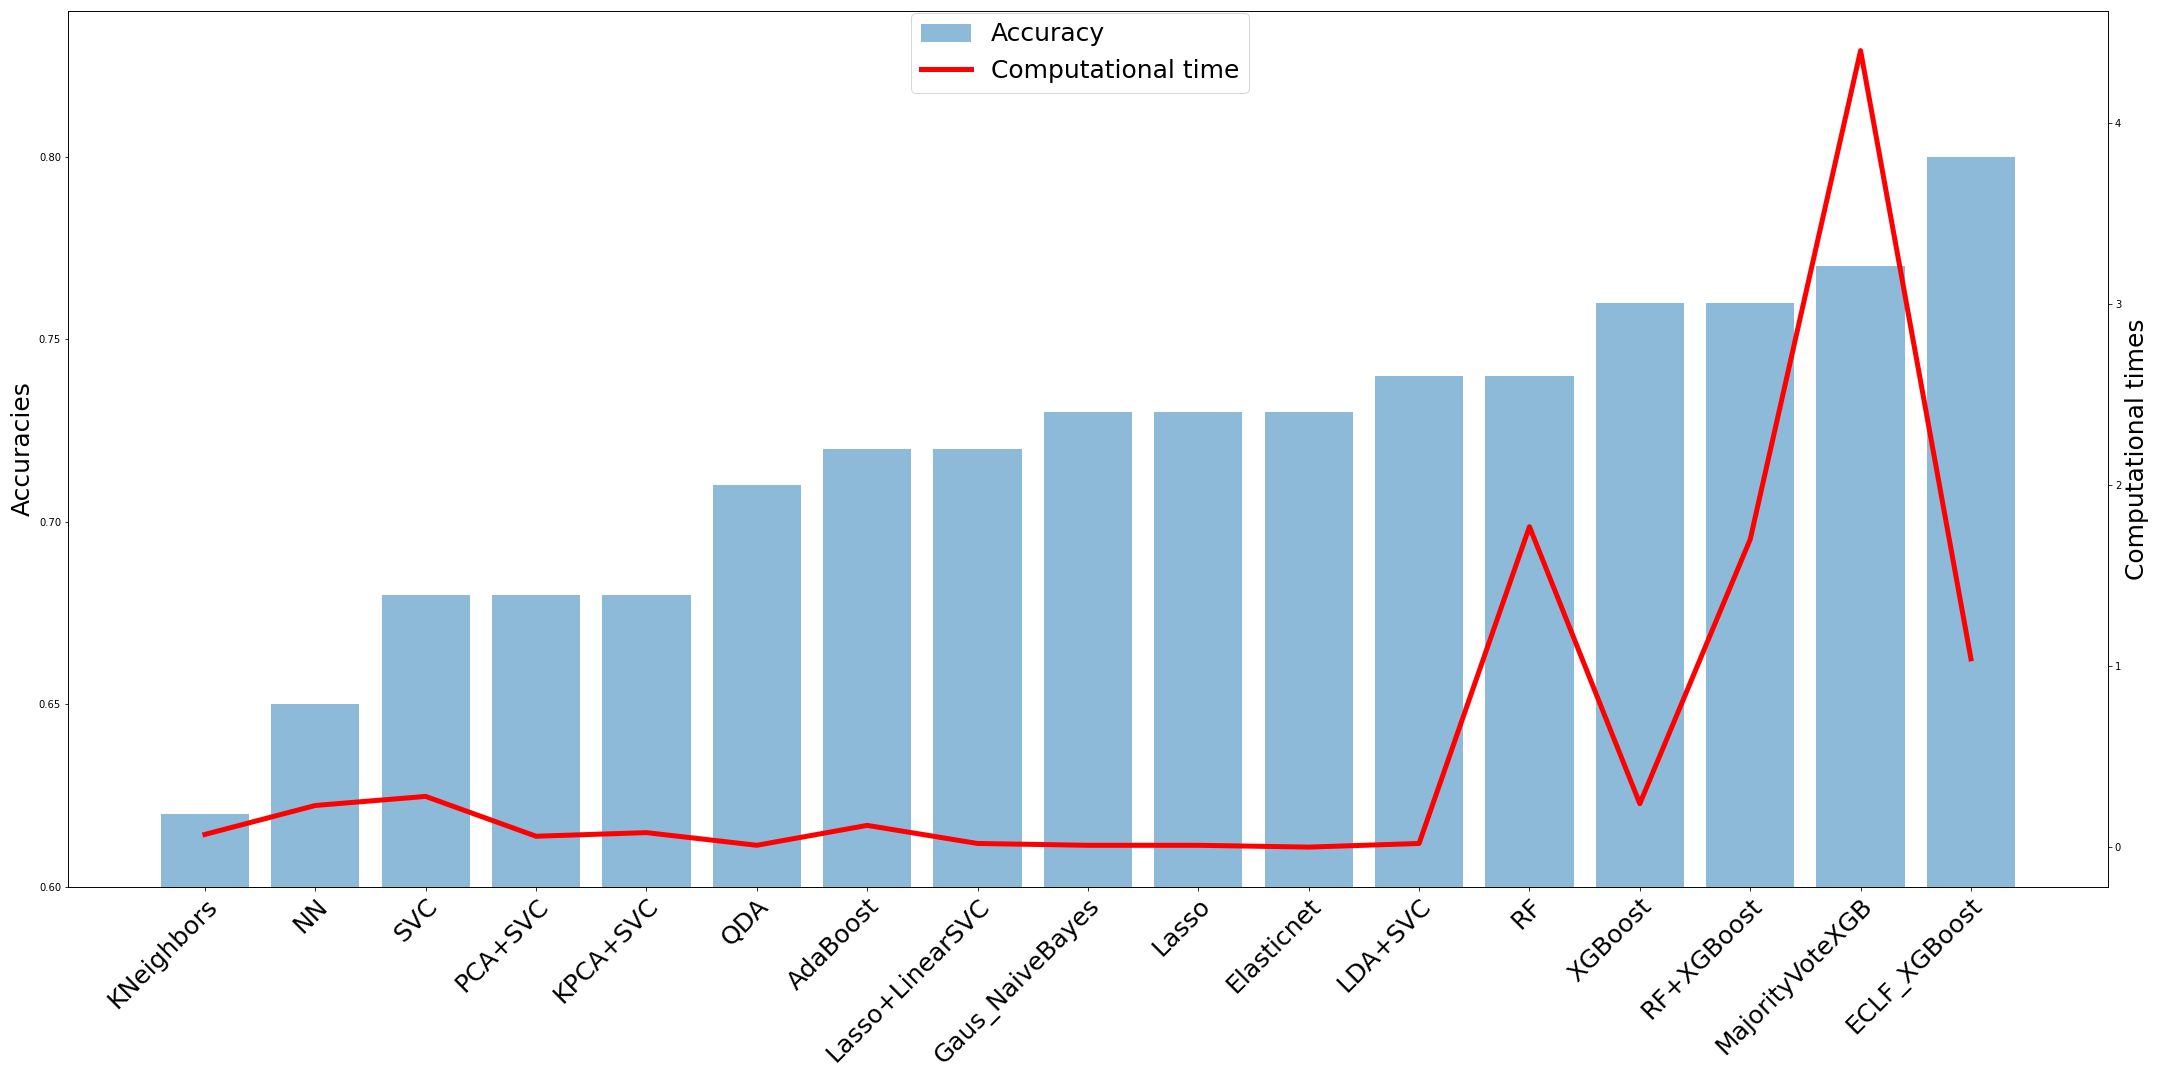 Accuracy
Computational time
Accuracies
0.80
0.75
0.70
0.65
0.60
Computational times
4
3
2
1
0
KNeighbors
NN
SVC
PCA+SVC
KPCA+SVC
QDA
AdaBoost
Lasso+LinearSVC
Gaus_NaiveBayes
Lasso
Elasticnet
LDA+SVC
RF
XGBoost
RF+XGBoost
MajorityVoteXGB
ECLF_XGBoost